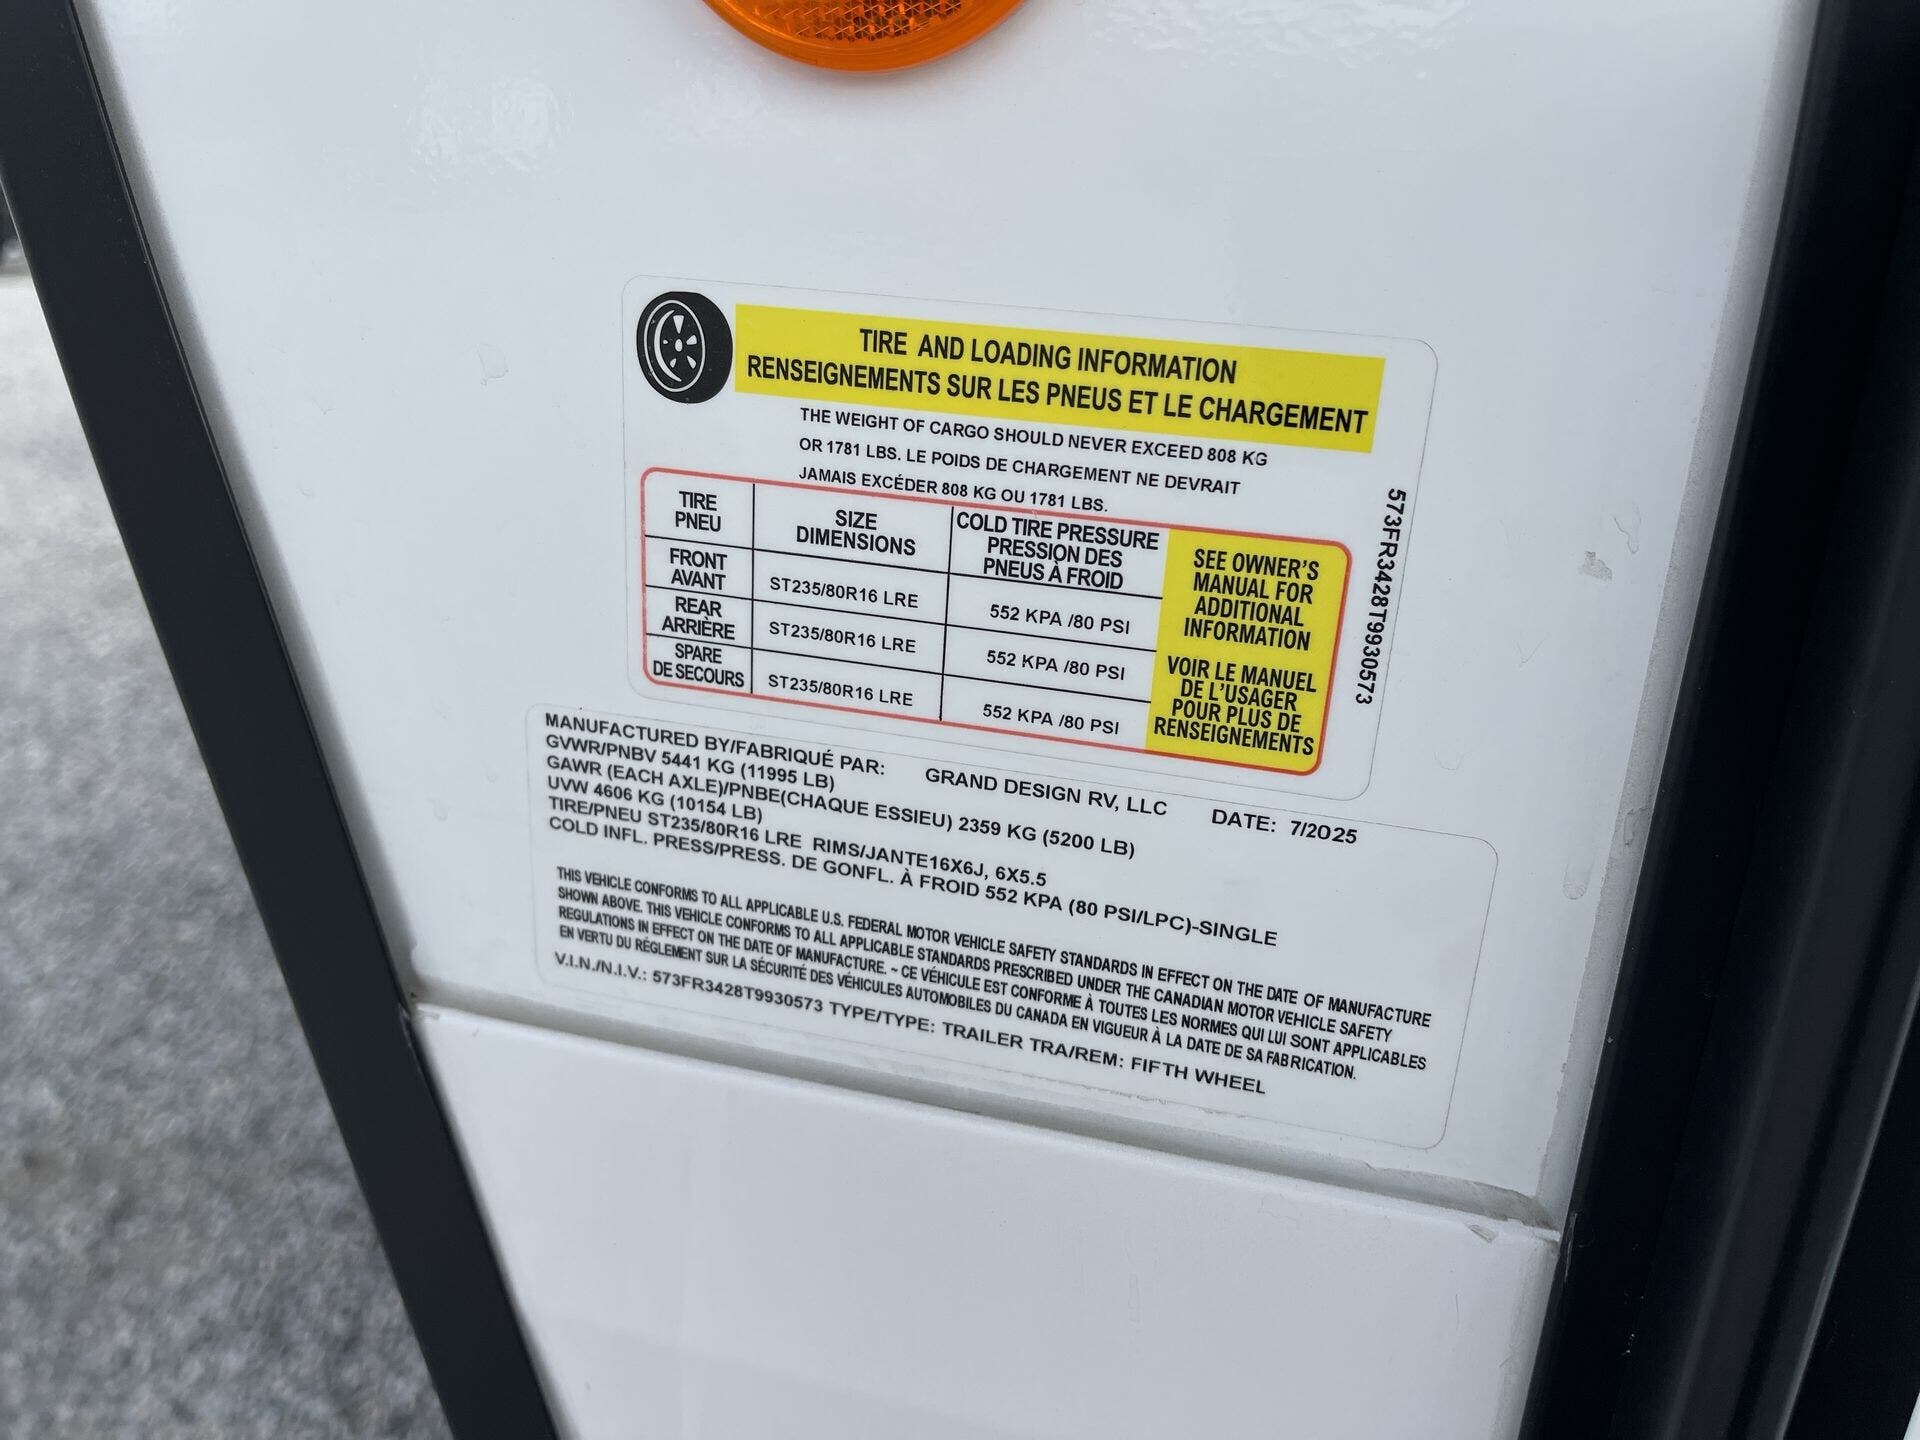 TIRE AND LOADING INFORMATION
RENSEIGNEMENTS SUR LES PNEUS ET LE CHARGEMENT
THE WEIGHT OF CARGO SHOULD NEVER EXCEED 808 KG
OR 1781 LBS. LE POIDS DE CHARGEMENT NE DEVRAIT
JAMAIS EXCÉDER 808 KG OU 1781 LBS.
TIRE
PNEU
SIZE
DIMENSIONS
COLD TIRE PRESSURE
PRESSION DES
PNEUS À FROID
FRONT
AVANT
ST235/80R16 LRE
552 KPA /80 PSI
REAR
ARRIÈRE
ST235/80R16 LRE
552 KPA /80 PSI
SPARE
DE SECOURS
ST235/80R16 LRE
552 KPA /80 PSI
SEE OWNER'S
MANUAL FOR
ADDITIONAL
INFORMATION
VOIR LE MANUEL
DE L'USAGER
POUR PLUS DE
RENSEIGNEMENTS
573FR3428T9930573
MANUFACTURED BY/FABRIQUÉ PAR: GRAND DESIGN RV, LLC DATE: 7/2025
GVWR/PNBV 5441 KG (11995 LB)
GAWR (EACH AXLE)/PNBE(CHAQUE ESSIEU) 2359 KG (5200 LB)
UVW 4606 KG (10154 LB)
TIRE/PNEU ST235/80R16 LRE RIMS/JANTE16X6J, 6X5.5
COLD INFL. PRESS/PRESS. DE GONFL. À FROID 552 KPA (80 PSI/LPC)-SINGLE
THIS VEHICLE CONFORMS TO ALL APPLICABLE U.S. FEDERAL MOTOR VEHICLE SAFETY STANDARDS IN EFFECT ON THE DATE OF MANUFACTURE
SHOWN ABOVE. THIS VEHICLE CONFORMS TO ALL APPLICABLE STANDARDS PRESCRIBED UNDER THE CANADIAN MOTOR VEHICLE SAFETY
REGULATIONS IN EFFECT ON THE DATE OF MANUFACTURE. ~ CE VÉHICULE EST CONFORME À TOUTES LES NORMES QUI LUI SONT APPLICABLES
EN VERTU DU RÉGLEMENT SUR LA SÉCURITÉ DES VÉHICULES AUTOMOBILES DU CANADA EN VIGUEUR À LA DATE DE SA FABRICATION.
V.I.N./N.I.V.: 573FR3428T9930573 TYPE/TYPE: TRAILER TRA/REM: FIFTH WHEEL